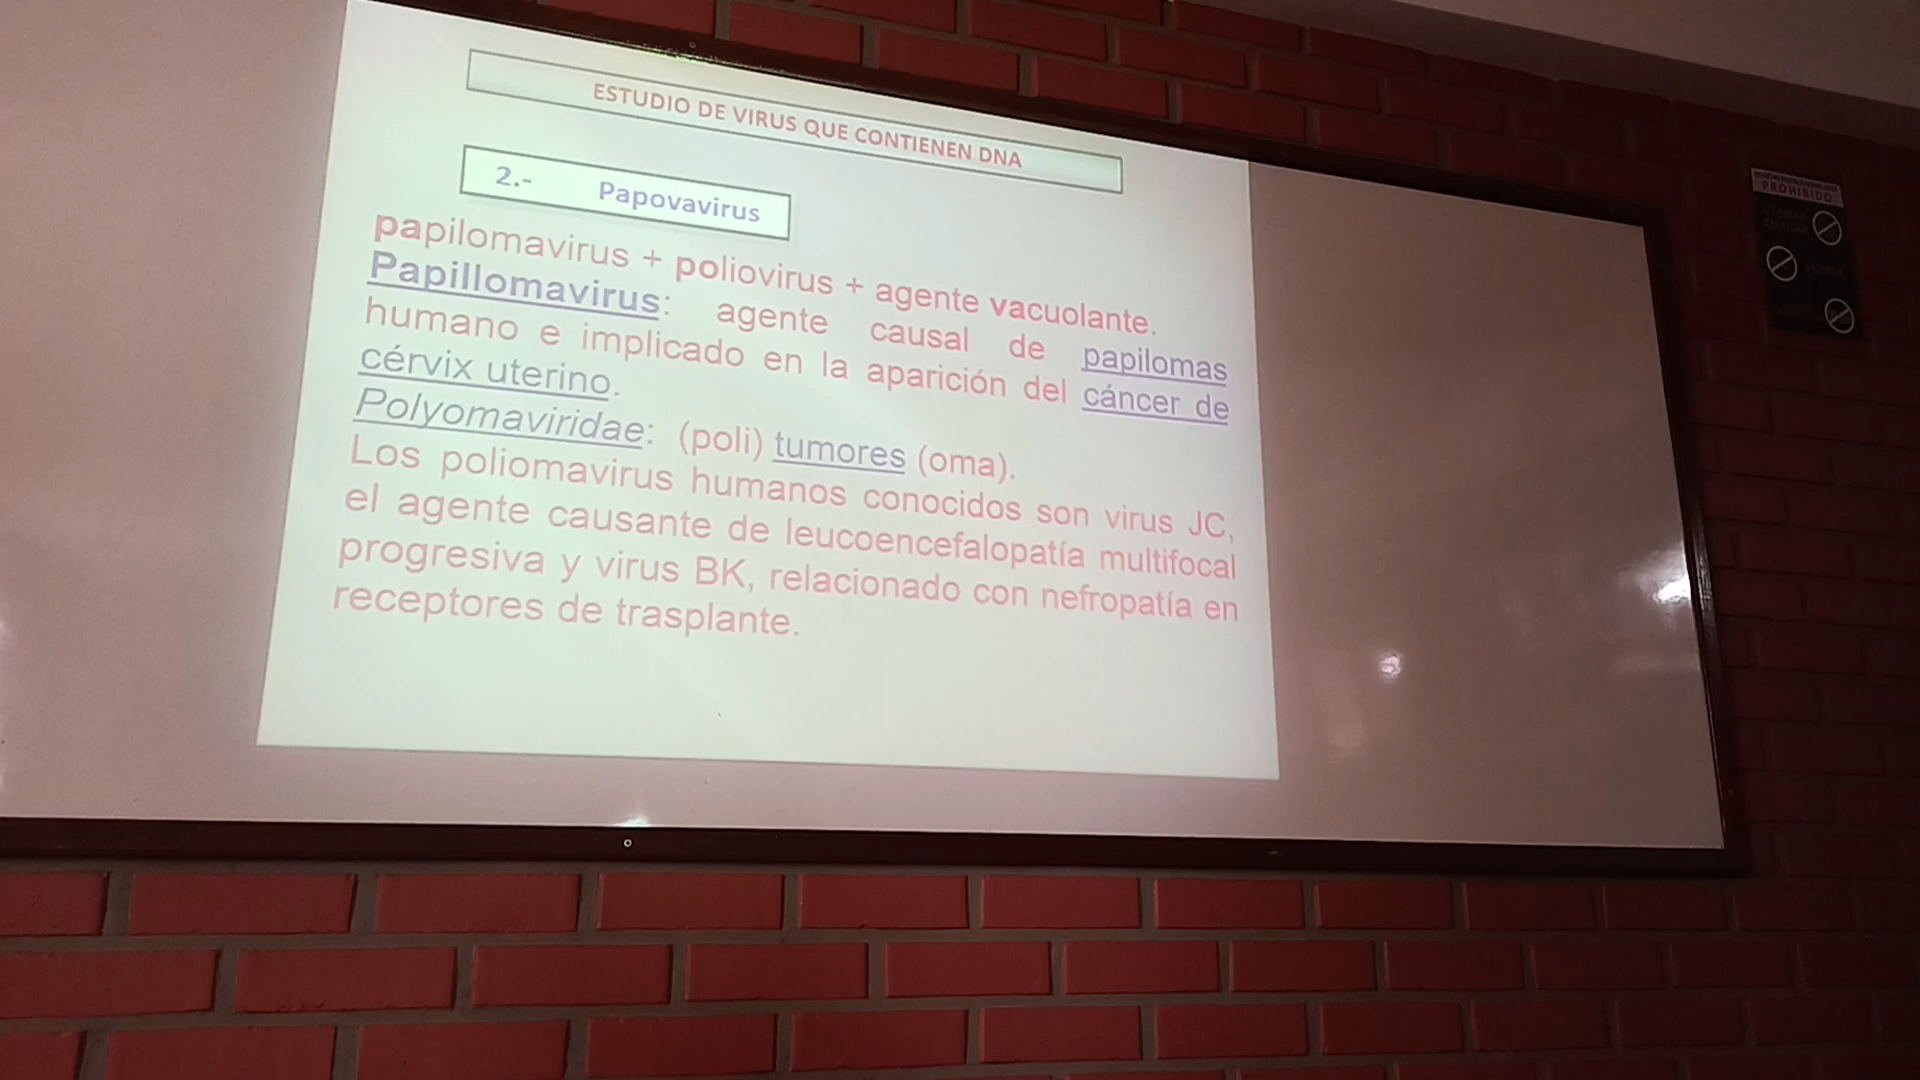 ESTUDIO DE VIRUS QUE CONTIENEN DNA
2.- Papovavirus
papilomavirus + poliovirus + agente vacuolante.
Papillomavirus: agente causal de papilomas
humano e implicado en la aparición del cáncer de
cérvix uterino.
Polyomaviridae: (poli) tumores (oma).
Los poliomavirus humanos conocidos son virus JC,
el agente causante de leucoencefalopatía multifocal
progresiva y virus BK, relacionado con nefropatía en
receptores de trasplante.
PROHIBIDO